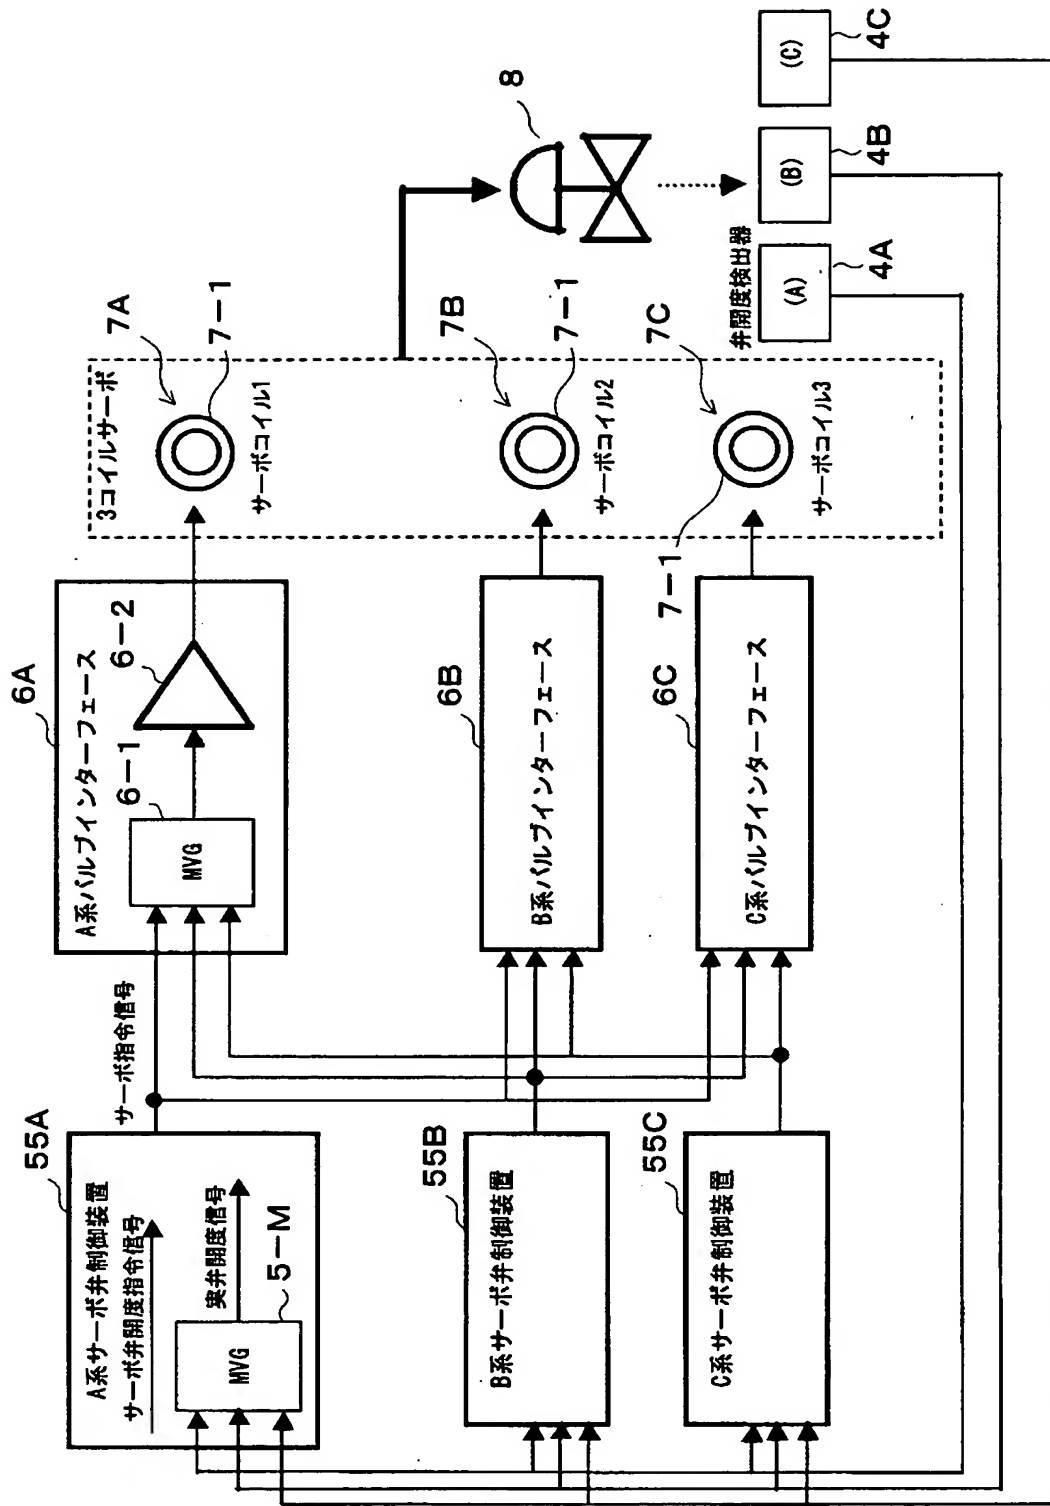 55A
A系サーボ弁制御装置
サーボ弁開度指令信号
実弁開度信号
MVG
5-M
サーボ指令信号
6A
A系バルブインターフェース
6-1
6-2
MVG
3コイルサーボ
7A
7-1
サーボコイル1
55B
B系サーボ弁制御装置
6B
B系バルブインターフェース
7B
7-1
サーボコイル2
8
55C
C系サーボ弁制御装置
6C
C系バルブインターフェース
7-1
7C
サーボコイル3
弁開度検出器
(A)
4A
(B)
4B
(C)
4C